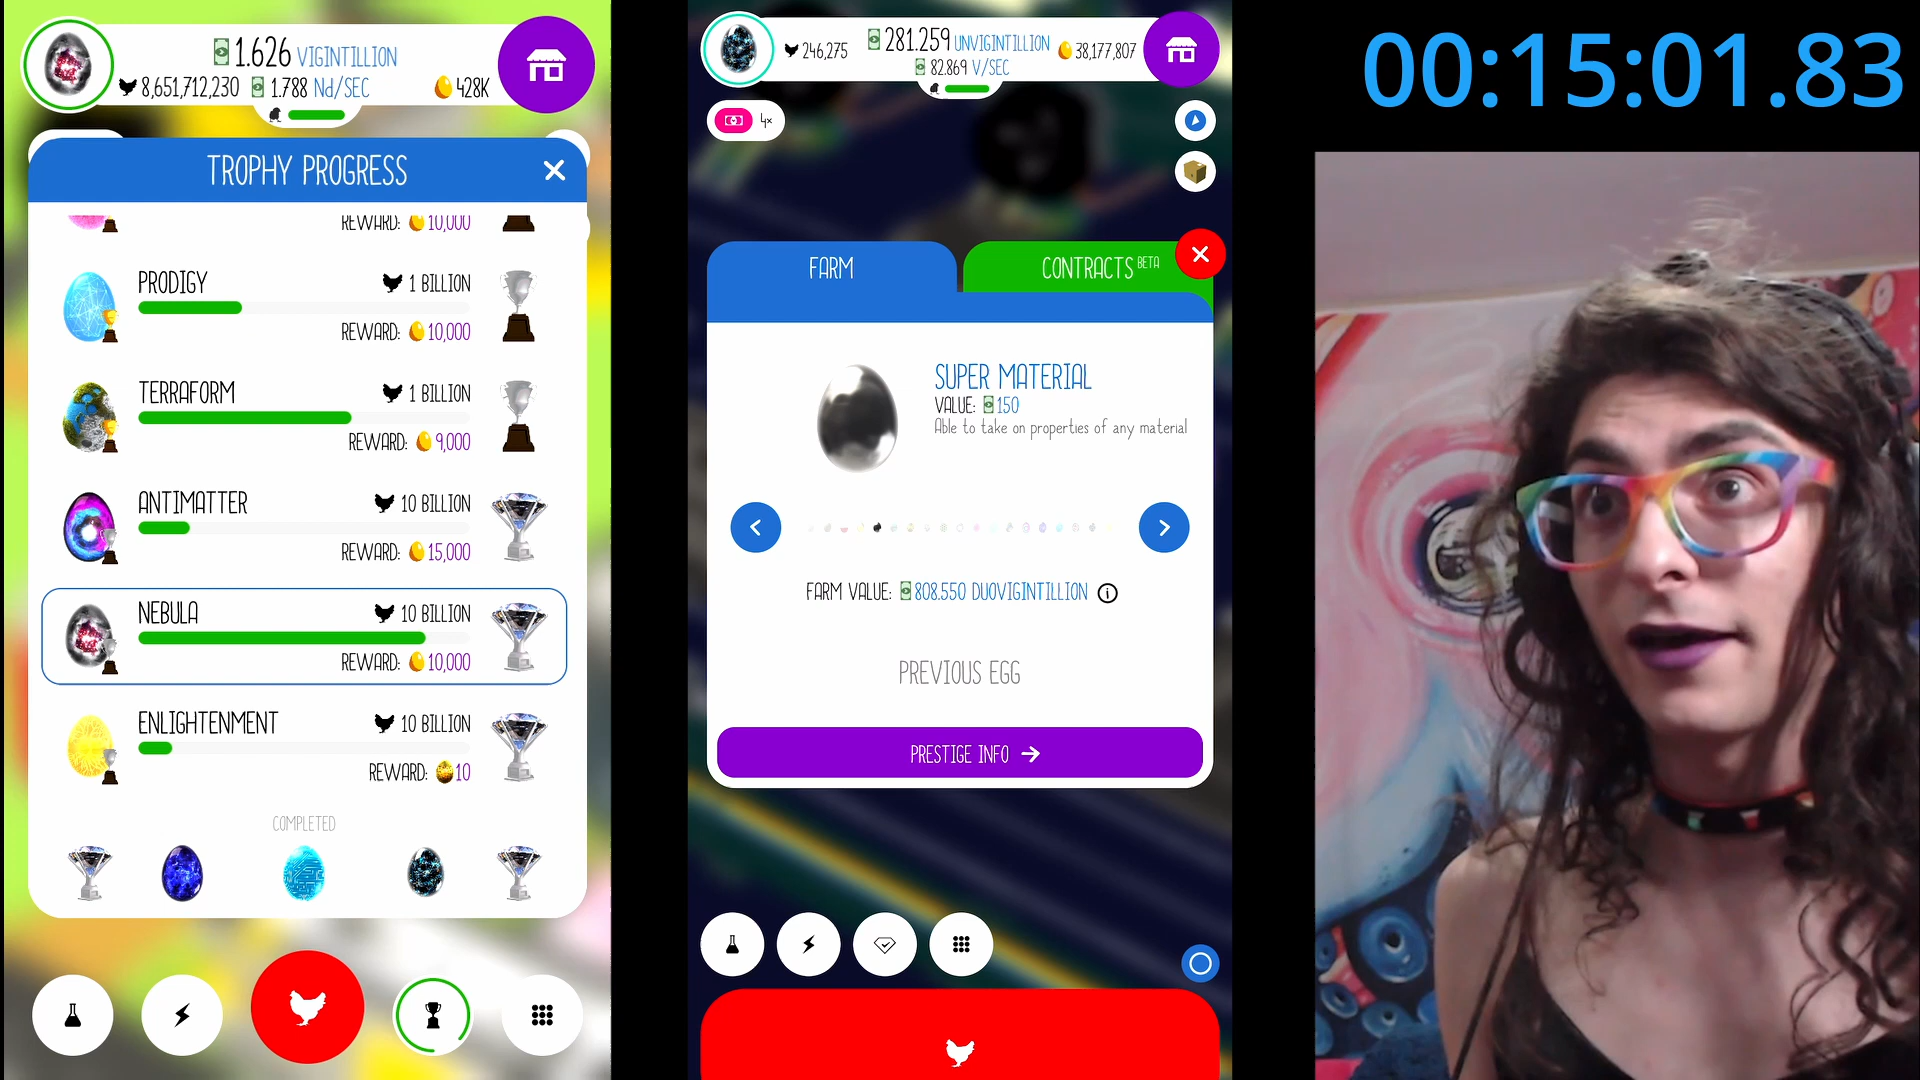 1.626 VIGINTILLION
8,651,712,230 1.788 Nd/SEC 428K
TROPHY PROGRESS
REWARD: 10,000
PRODIGY 1 BILLION
REWARD: 10,000
TERRAFORM 1 BILLION
REWARD: 9,000
ANTIMATTER 10 BILLION
REWARD: 15,000
NEBULA 10 BILLION
REWARD: 10,000
ENLIGHTENMENT 10 BILLION
REWARD: 10
COMPLETED
246,275 281.259 UNVIGINTILLION 38,177,807
82.869 V/SEC
4x
FARM CONTRACTS BETA
SUPER MATERIAL
VALUE: 150
Able to take on properties of any material
FARM VALUE: 808.550 DUOVIGINTILLION
PREVIOUS EGG
PRESTIGE INFO
00:15:01.83